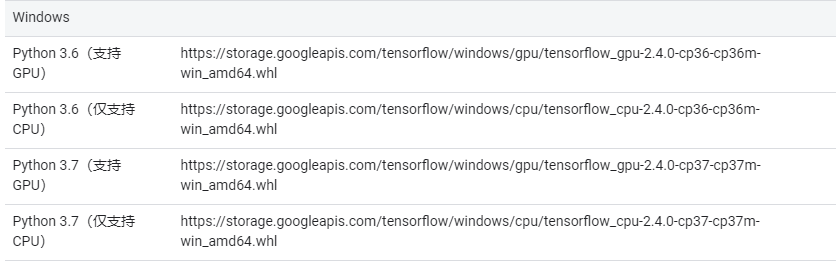 Windows
Python 3.6（支持
GPU）
https://storage.googleapis.com/tensorflow/windows/gpu/tensorflow_gpu-2.4.0-cp36-cp36m-
win_amd64.whl
Python 3.6（仅支持
CPU）
https://storage.googleapis.com/tensorflow/windows/cpu/tensorflow_cpu-2.4.0-cp36-cp36m-
win_amd64.whl
Python 3.7（支持
GPU）
https://storage.googleapis.com/tensorflow/windows/gpu/tensorflow_gpu-2.4.0-cp37-cp37m-
win_amd64.whl
Python 3.7（仅支持
CPU）
https://storage.googleapis.com/tensorflow/windows/cpu/tensorflow_cpu-2.4.0-cp37-cp37m-
win_amd64.whl